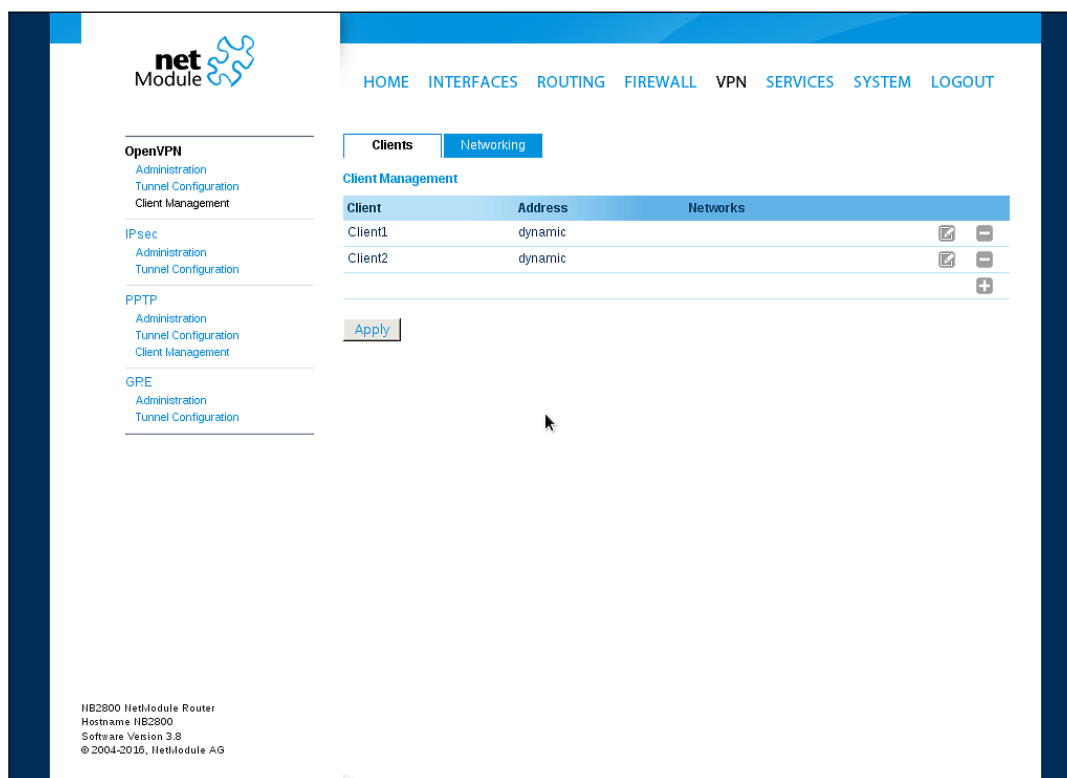 net
Module
HOME INTERFACES ROUTING FIREWALL VPN SERVICES SYSTEM LOGOUT
OpenVPN
Administration
Tunnel Configuration
Client Management
IPsec
Administration
Tunnel Configuration
PPTP
Administration
Tunnel Configuration
Client Management
GRE
Administration
Tunnel Configuration
Clients Networking
Client Management
Client Address Networks
Client1 dynamic
Client2 dynamic
Apply
NB2800 NetModule Router
Hostname NB2800
Software Version 3.8
© 2004-2016, NetModule AG